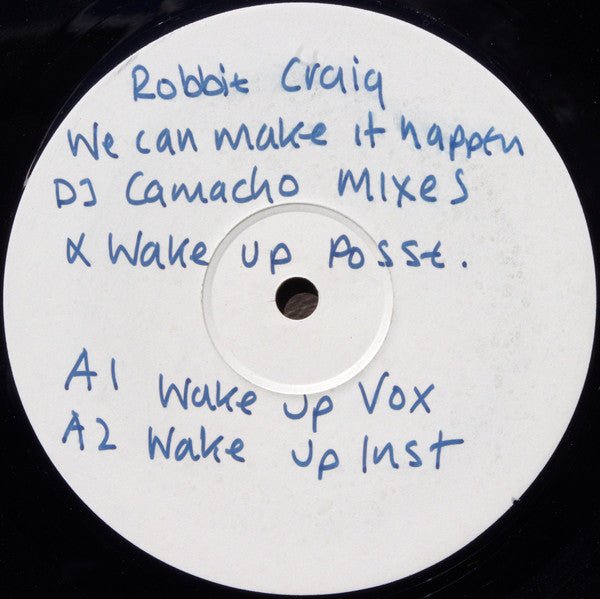 Robbie Craig
We can make it happen
DJ Camacho MIXES
& Wake up Posse.
A1 Wake up Vox
A2 Wake up Inst